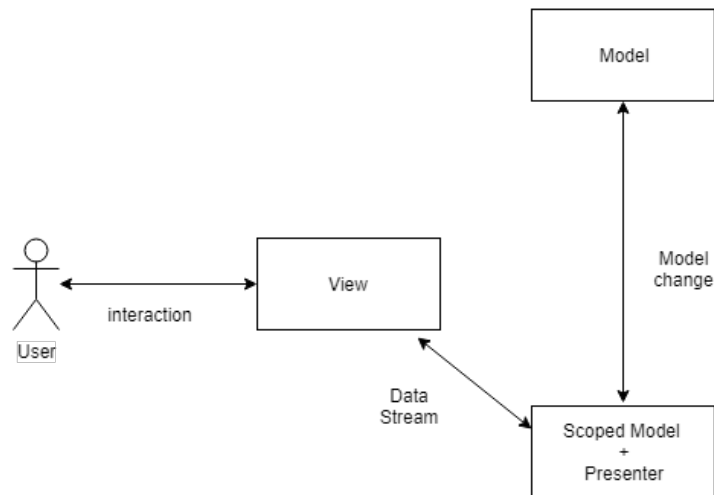 Model
View
interaction
User
Model
change
Data
Stream
Scoped Model
+
Presenter